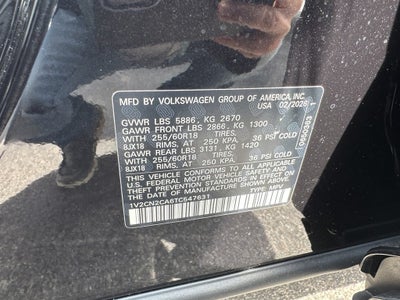 MFD. BY VOLKSWAGEN GROUP OF AMERICA, INC.
USA 02/2026
GVWR LBS 5886, KG 2670
GAWR FRONT LBS 2866, KG 1300
WITH 255/60R18 TIRES,
8JX18 AT 250 KPA, 36 PSI COLD
GAWR REAR LBS 3131, KG 1420
WITH 255/60R18 TIRES,
8JX18 AT 250 KPA, 36 PSI COLD
THIS VEHICLE CONFORMS TO ALL APPLICABLE
U.S. FEDERAL MOTOR VEHICLE SAFETY AND
THEFT PREVENTION STANDARDS IN EFFECT ON THE
DATE OF MANUFACTURE SHOWN ABOVE.
1V2CN2CA6TC547631 TYPE MPV